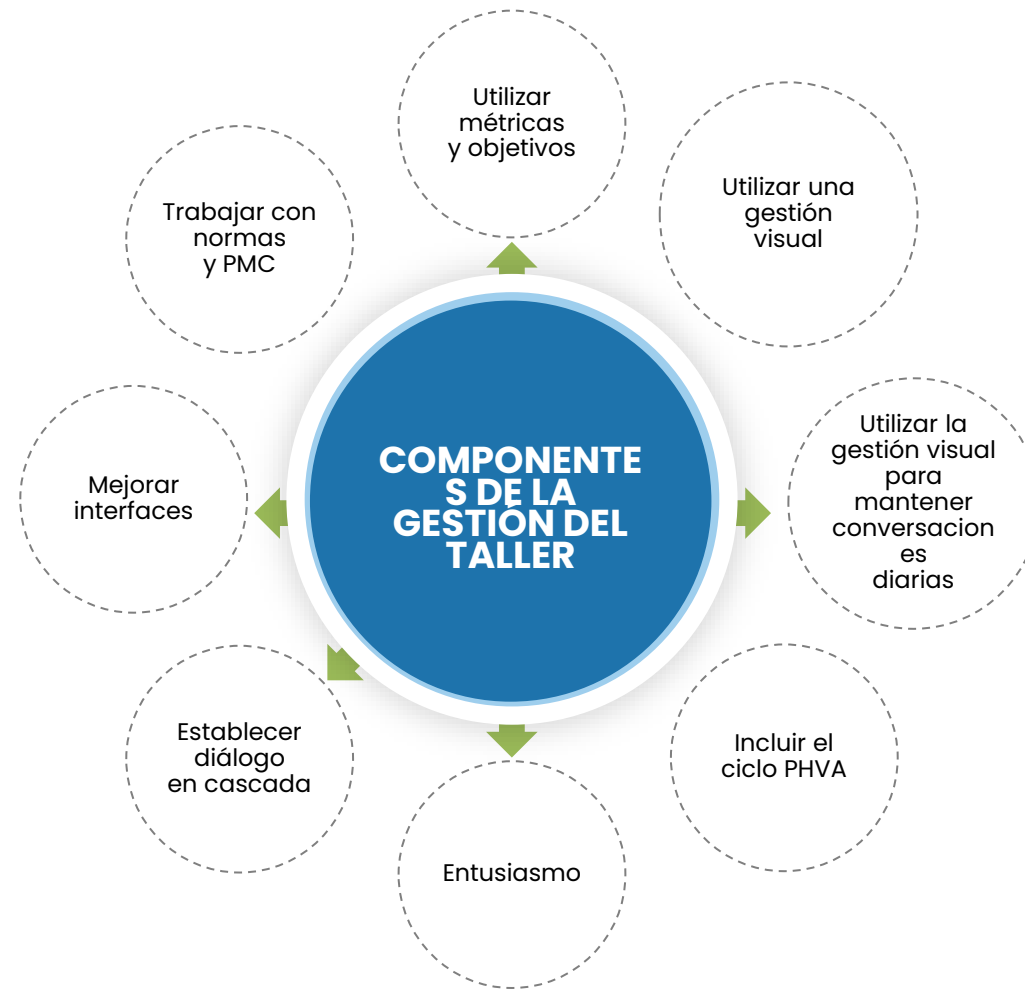 Utilizar
métricas
y objetivos
Utilizar una
gestión
visual
Trabajar con
normas
y PMC
Utilizar la
gestión visual
para
mantener
conversacion
es
diarias
COMPONENTE
S DE LA
GESTIÓN DEL
TALLER
Mejorar
interfaces
Establecer
diálogo
en cascada
Incluir el
ciclo PHVA
Entusiasmo